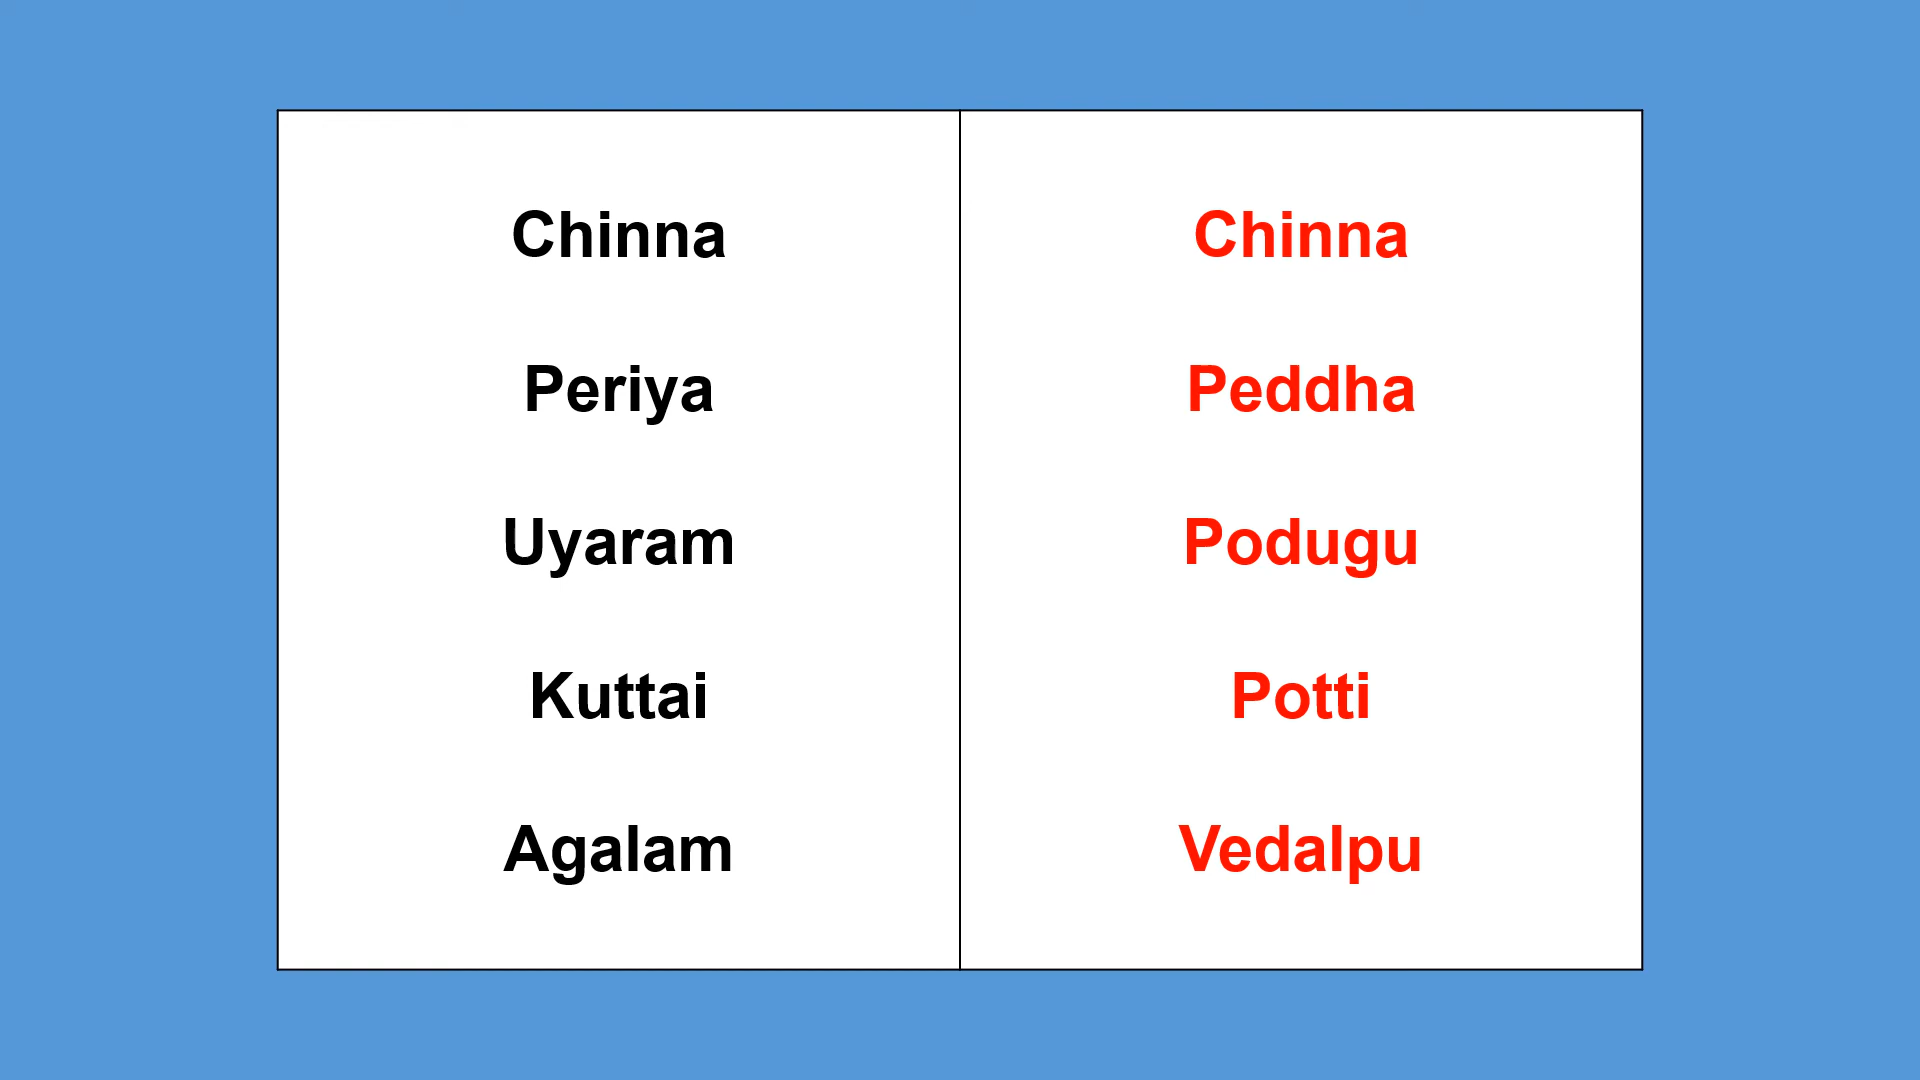 Chinna Chinna
Periya Peddha
Uyaram Podugu
Kuttai Potti
Agalam Vedalpu